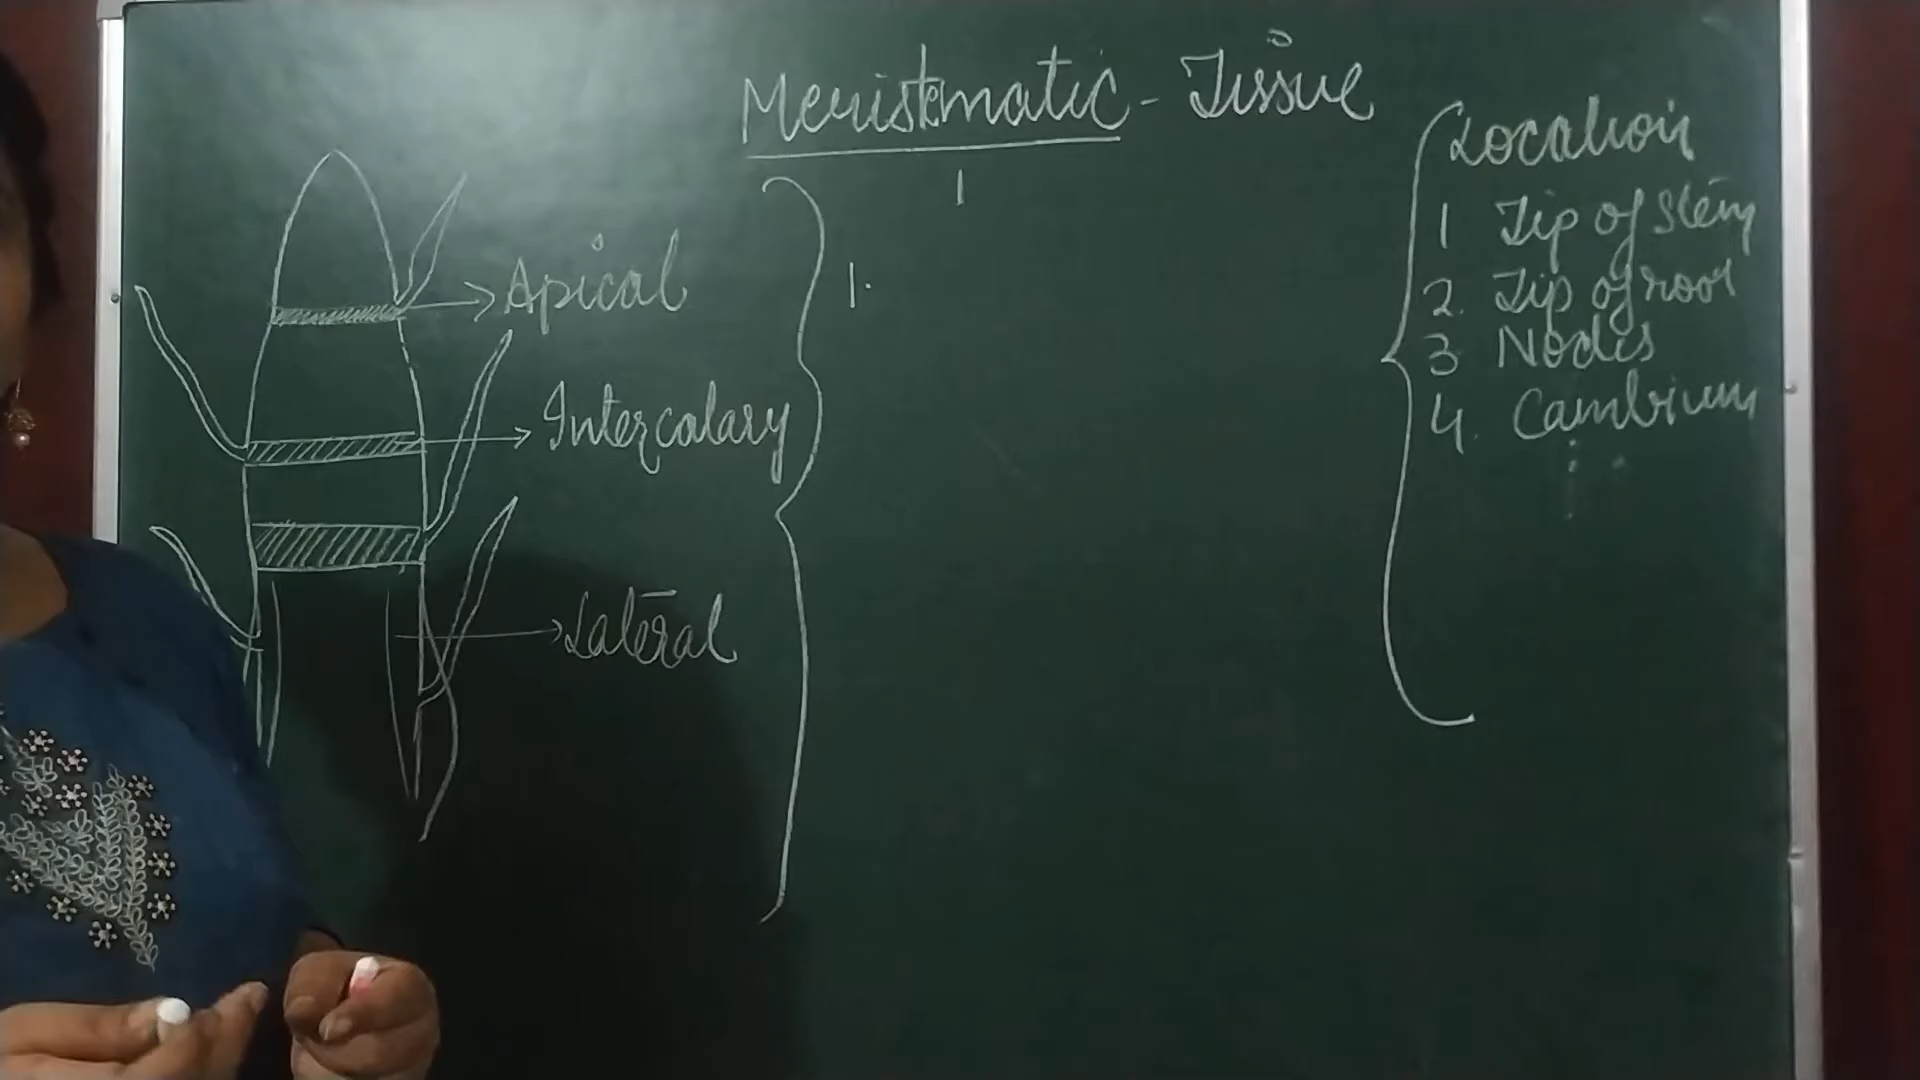 Meristematic - Tissue
1
Apical
Intercalary
Lateral
1.
Location
1 Tip of stem
2. Tip of root
3 Nodes
4. Cambium